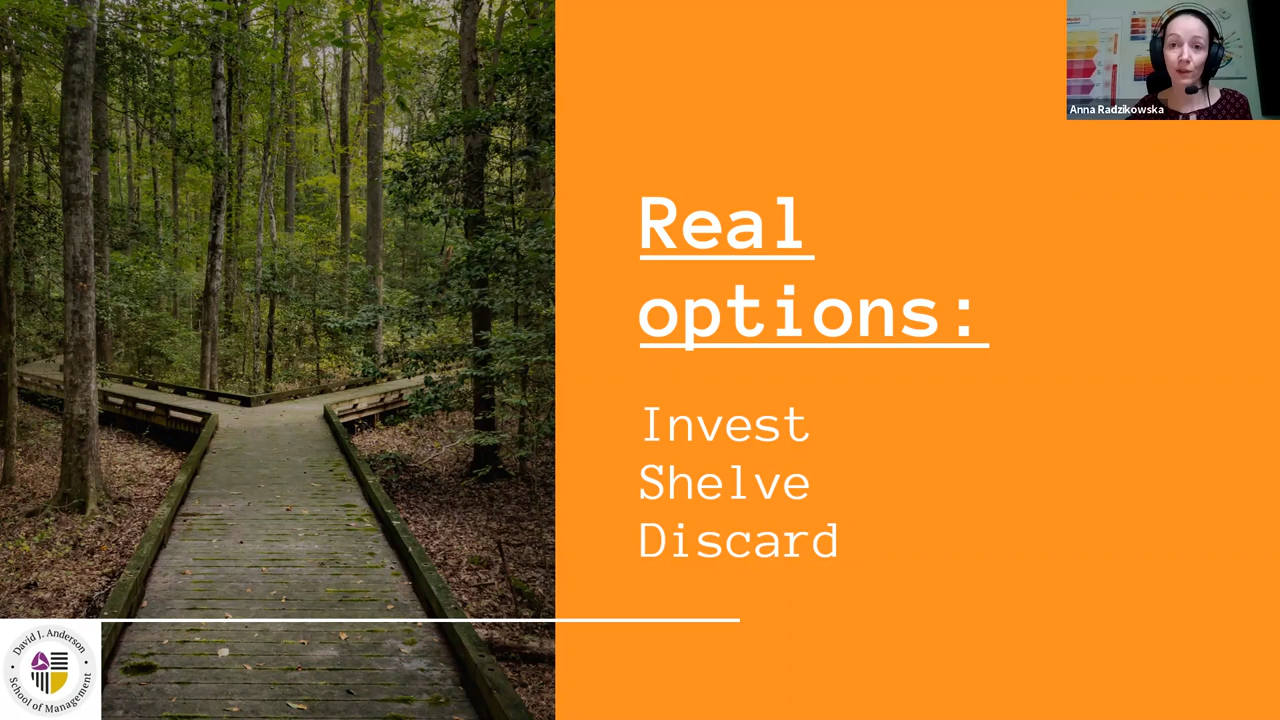 Real
options:
Invest
Shelve
Discard
Anna Radzikowska
David J. Anderson
School of Management